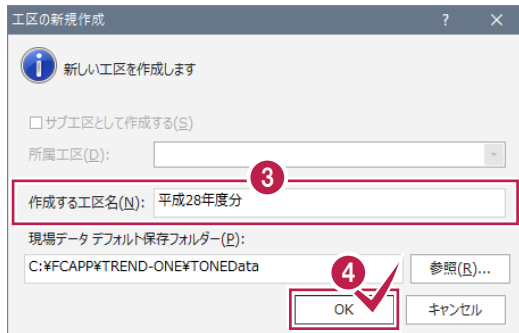 工区の新規作成
新しい工区を作成します
サブ工区として作成する(S)
所属工区(D):
3
作成する工区名(N): 平成28年度分
現場データ デフォルト保存フォルダー(P):
C:¥FCAPP¥TREND-ONE¥TONEData 参照(R)...
4
OK キャンセル